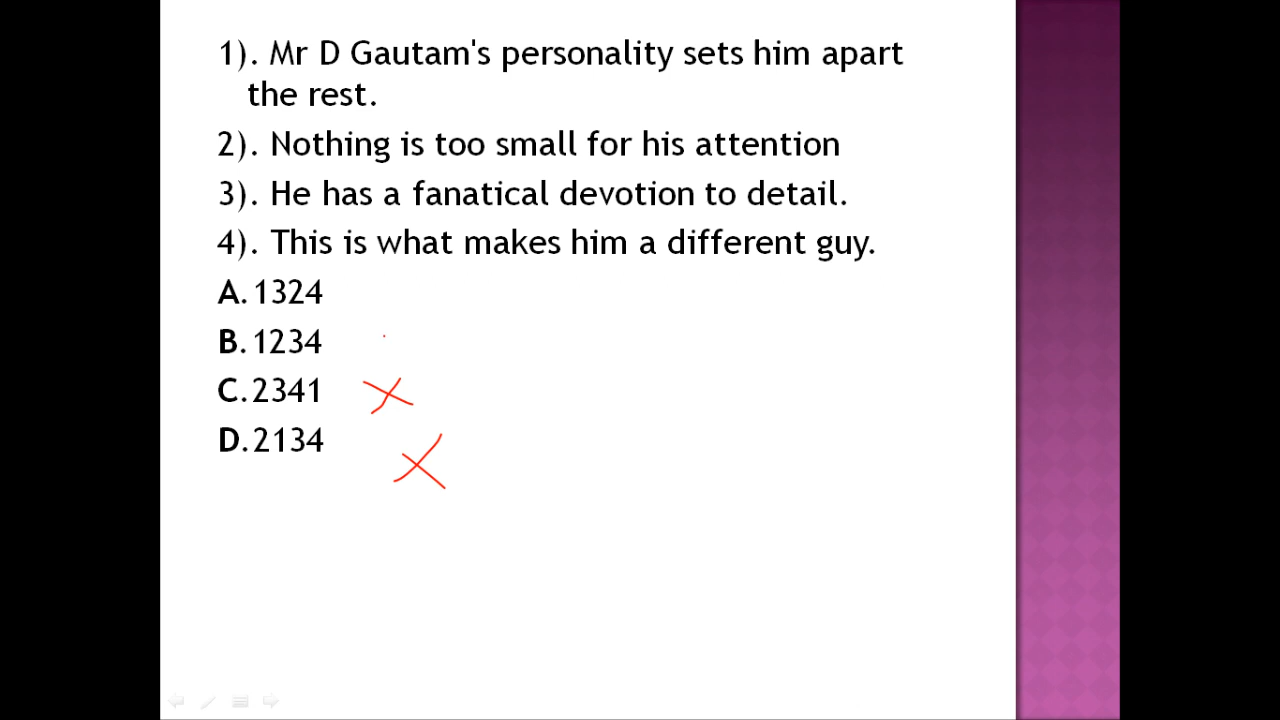 1). Mr D Gautam's personality sets him apart
the rest.
2). Nothing is too small for his attention
3). He has a fanatical devotion to detail.
4). This is what makes him a different guy.
A.1324
B.1234
C.2341
D.2134